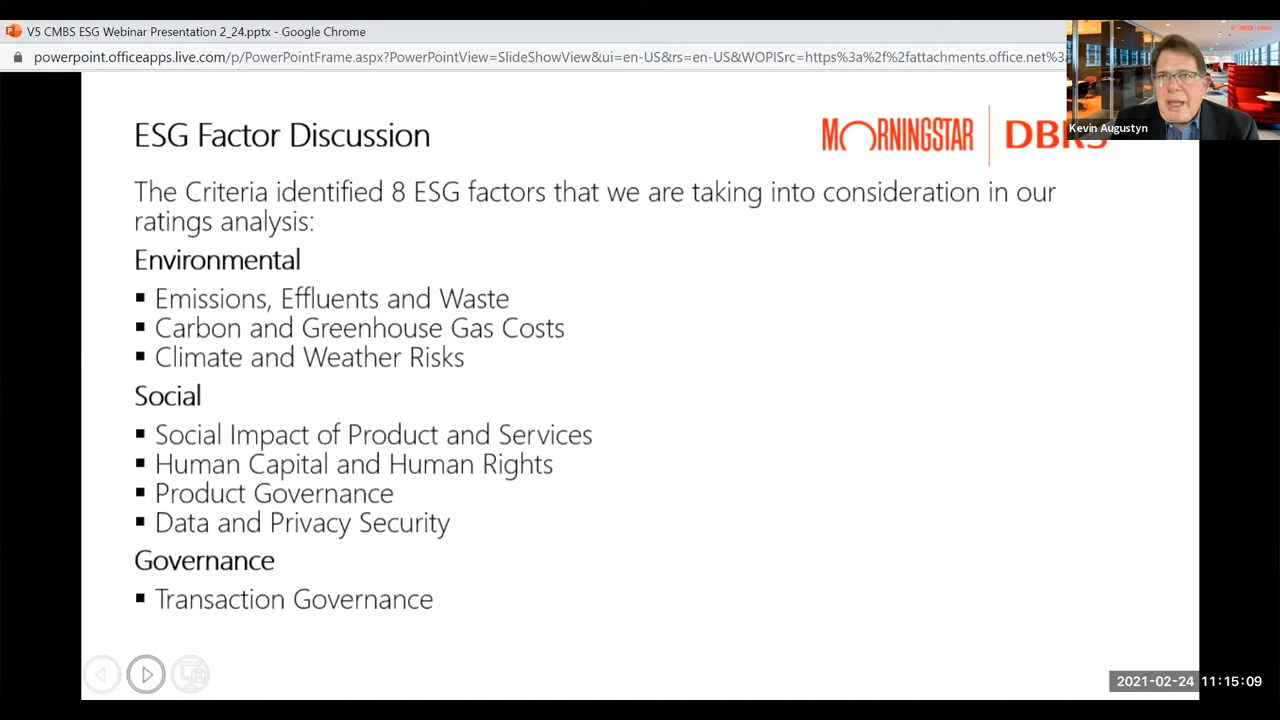 V5 CMBS ESG Webinar Presentation 2_24.pptx - Google Chrome
powerpoint.officeapps.live.com/p/PowerPointFrame.aspx?PowerPointView=SlideShowView&ui=en-US&rs=en-US&WOPISrc=https%3a%2f%2fattachments.office.net%3
Kevin Augustyn
ESG Factor Discussion
MORNINGSTAR | DBRS
The Criteria identified 8 ESG factors that we are taking into consideration in our
ratings analysis:
Environmental
▪ Emissions, Effluents and Waste
▪ Carbon and Greenhouse Gas Costs
▪ Climate and Weather Risks
Social
▪ Social Impact of Product and Services
▪ Human Capital and Human Rights
▪ Product Governance
▪ Data and Privacy Security
Governance
▪ Transaction Governance
2021-02-24 11:15:09